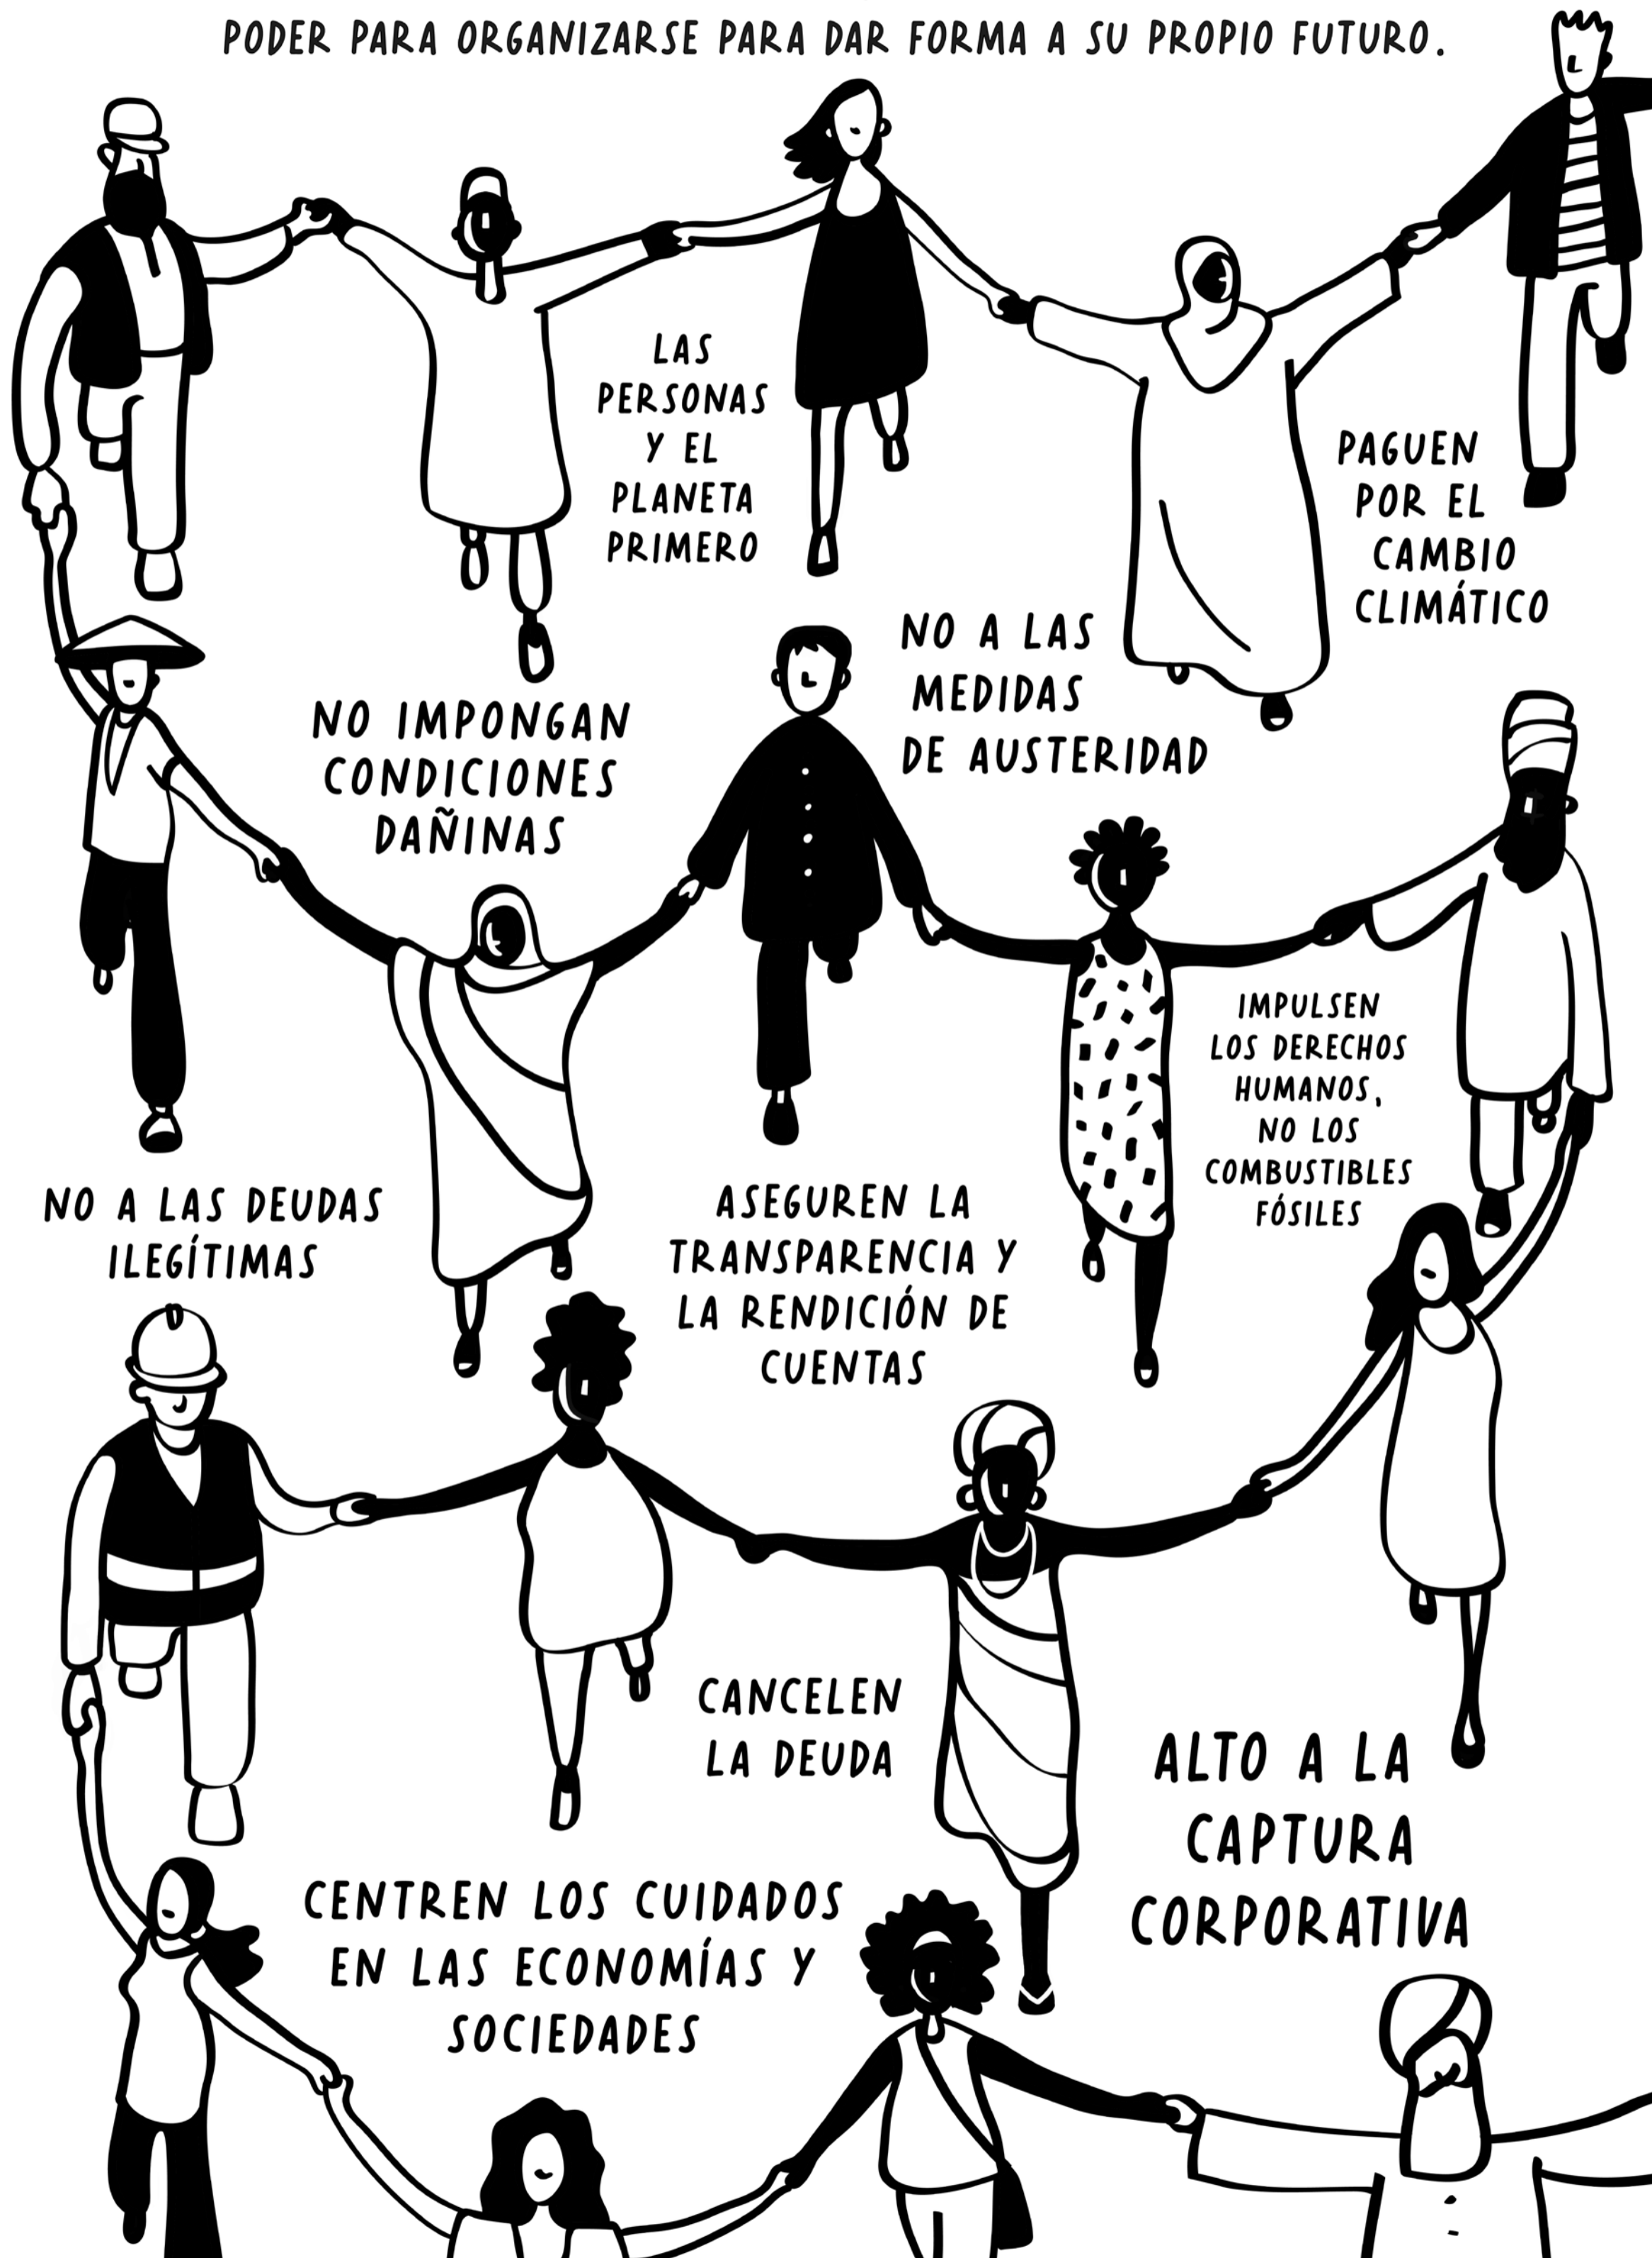 PODER PARA ORGANIZARSE PARA DAR FORMA A SU PROPIO FUTURO.
LAS
PERSONAS
Y EL
PLANETA
PRIMERO
PAGUEN
POR EL
CAMBIO
CLIMÁTICO
NO A LAS
MEDIDAS
DE AUSTERIDAD
NO IMPONGAN
CONDICIONES
DAÑINAS
IMPULSEN
LOS DERECHOS
HUMANOS,
NO LOS
COMBUSTIBLES
FÓSILES
NO A LAS DEUDAS
ILEGÍTIMAS
ASEGUREN LA
TRANSPARENCIA Y
LA RENDICIÓN DE
CUENTAS
CANCELEN
LA DEUDA
ALTO A LA
CAPTURA
CORPORATIVA
CENTREN LOS CUIDADOS
EN LAS ECONOMÍAS Y
SOCIEDADES